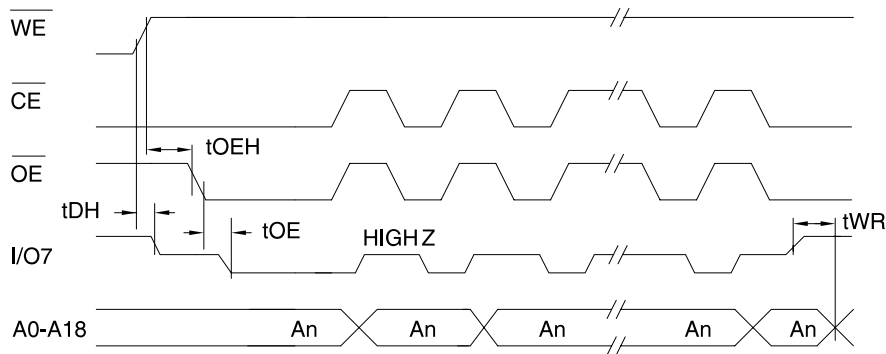 WE
CE
tOEH
OE
tDH
tOE
HIGH Z
tWR
I/O7
A0-A18
An
An
An
An
An